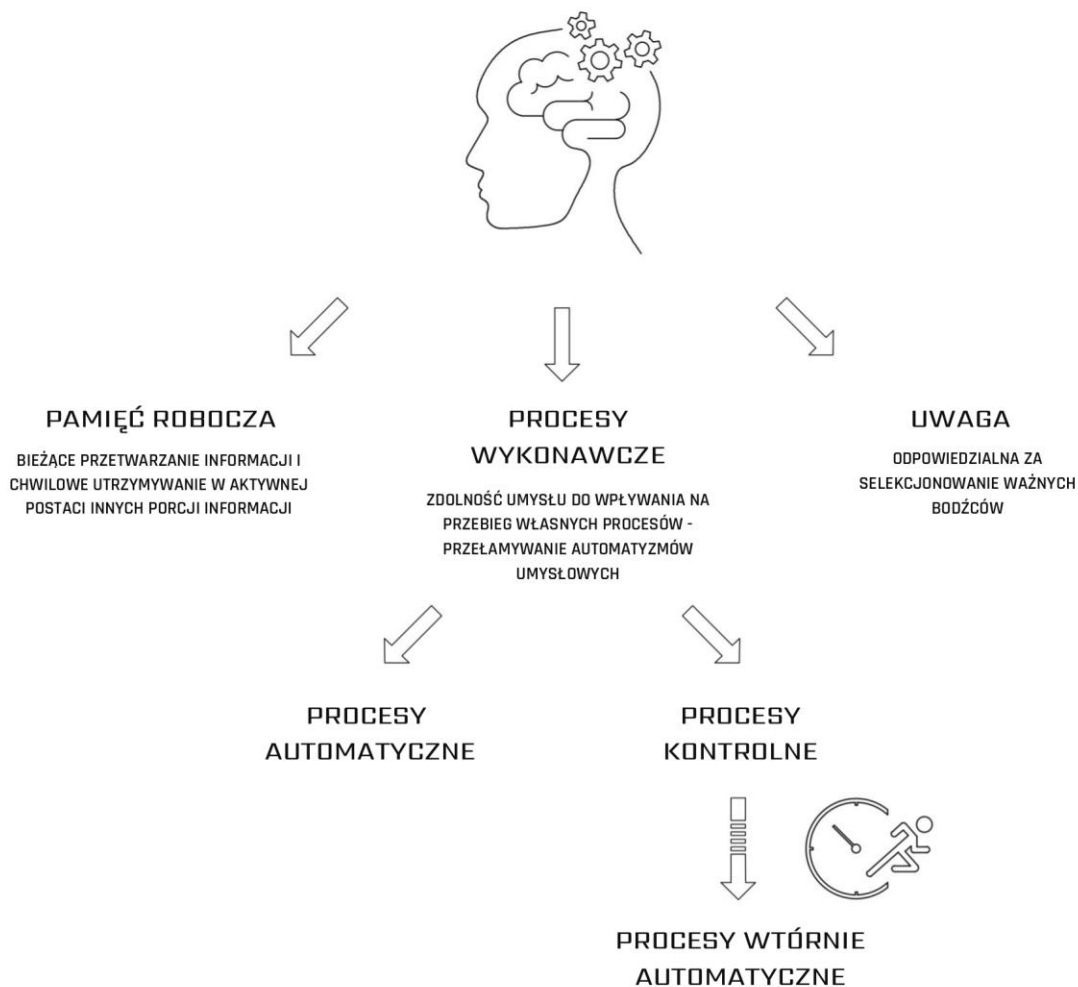 PAMIĘĆ ROBOCZA
BIEŻĄCE PRZETWARZANIE INFORMACJI I
CHWILOWE UTRZYMYWANIE W AKTYWNEJ
POSTACI INNYCH PORCJI INFORMACJI
PROCESY
WYKONAWCZE
ZDOLNOŚĆ UMYSŁU DO WPŁYWANIA NA
PRZEBIEG WŁASNYCH PROCESÓW -
PRZEŁAMYWANIE AUTOMATYZMÓW
UMYSŁOWYCH
UWAGA
ODPOWIEDZIALNA ZA
SELEKCJONOWANIE WAŻNYCH
BODŹCÓW
PROCESY
AUTOMATYCZNE
PROCESY
KONTROLNE
PROCESY WTÓRNIE
AUTOMATYCZNE